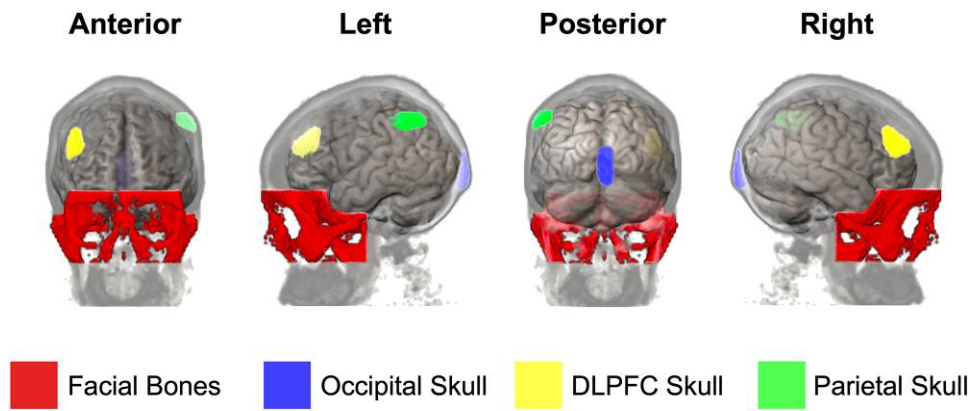 Anterior Left Posterior Right
Facial Bones Occipital Skull DLPFC Skull Parietal Skull